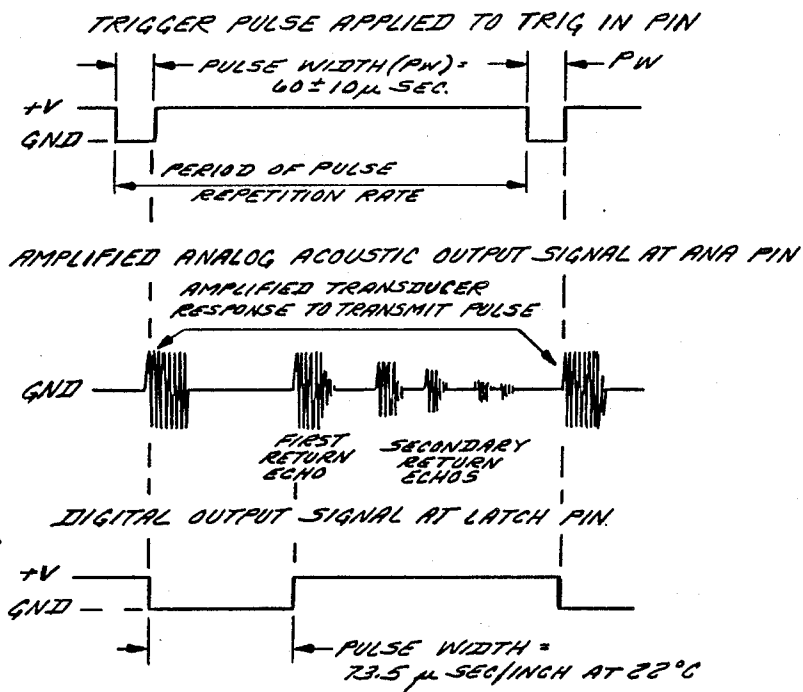 TRIGGER PULSE APPLIED TO TRIG IN PIN
PULSE WIDTH (PW) =
60 ± 10 µ SEC.
PW
+V
GND
PERIOD OF PULSE
REPETITION RATE
AMPLIFIED ANALOG ACOUSTIC OUTPUT SIGNAL AT ANA PIN
AMPLIFIED TRANSDUCER
RESPONSE TO TRANSMIT PULSE
GND
FIRST
RETURN
ECHO
SECONDARY
RETURN
ECHOS
DIGITAL OUTPUT SIGNAL AT LATCH PIN
+V
GND
PULSE WIDTH =
73.5 µ SEC/INCH AT 22°C